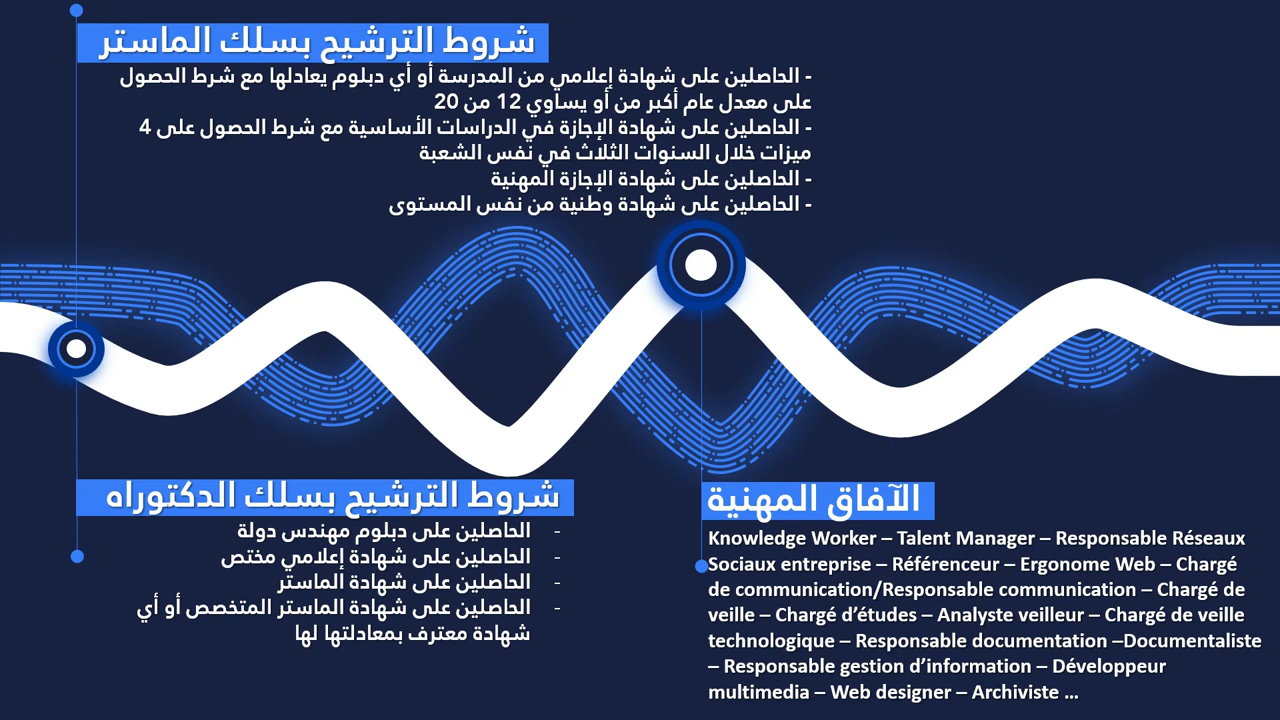 شروط الترشيح بسلك الماستر
- الحاصلين على شهادة إعلامي من المدرسة أو أي دبلوم يعادلها مع شرط الحصول
على معدل عام أكبر من أو يساوي 12 من 20
- الحاصلين على شهادة الإجازة في الدراسات الأساسية مع شرط الحصول على 4
ميزات خلال السنوات الثلاث في نفس الشعبة
- الحاصلين على شهادة الإجازة المهنية
- الحاصلين على شهادة وطنية من نفس المستوى
شروط الترشيح بسلك الدكتوراه
- الحاصلين على دبلوم مهندس دولة
- الحاصلين على شهادة إعلامي مختص
- الحاصلين على شهادة الماستر
- الحاصلين على شهادة الماستر المتخصص أو أي
شهادة معترف بمعادلتها لها
الآفاق المهنية
Knowledge Worker – Talent Manager – Responsable Réseaux
Sociaux entreprise – Référenceur – Ergonome Web – Chargé
de communication/Responsable communication – Chargé de
veille – Chargé d’études – Analyste veilleur – Chargé de veille
technologique – Responsable documentation –Documentaliste
– Responsable gestion d’information – Développeur
multimedia – Web designer – Archiviste …